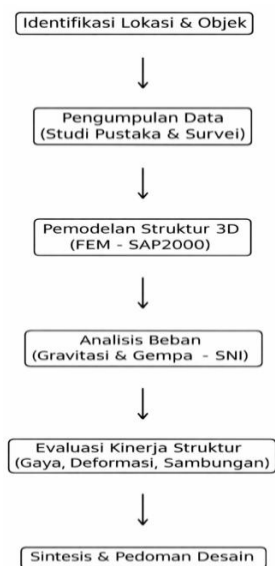 Identifikasi Lokasi & Objek
Pengumpulan Data
(Studi Pustaka & Survei)
Pemodelan Struktur 3D
(FEM - SAP2000)
Analisis Beban
(Gravitasi & Gempa - SNI)
Evaluasi Kinerja Struktur
(Gaya, Deformasi, Sambungan)
Sintesis & Pedoman Desain